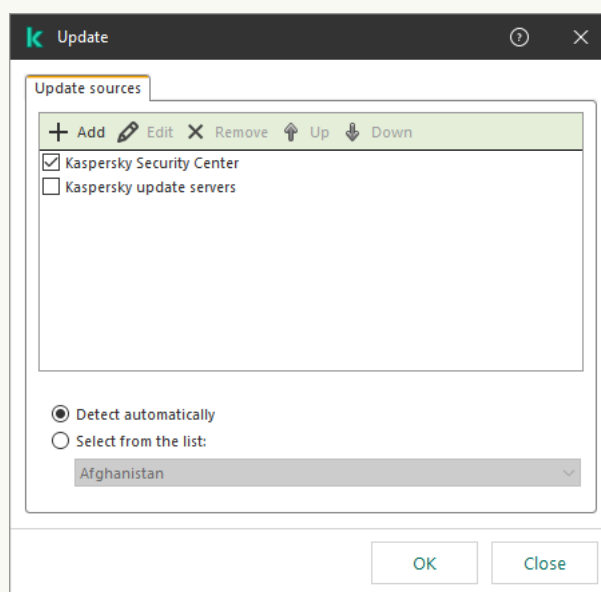 Update
Update sources
Add Edit Remove Up Down
Kaspersky Security Center
Kaspersky update servers
Detect automatically
Select from the list:
Afghanistan
OK Close